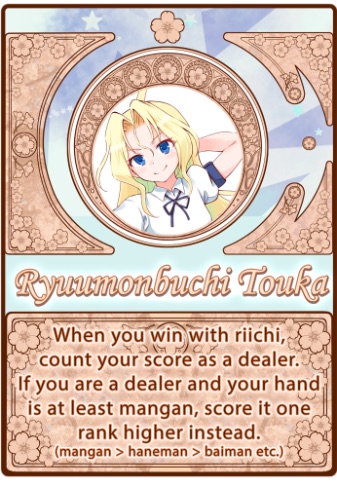 Ryuumonbuchi Touka
When you win with riichi,
count your score as a dealer.
If you are a dealer and your hand
is at least mangan, score it one
rank higher instead.
(mangan > haneman > baiman etc.)